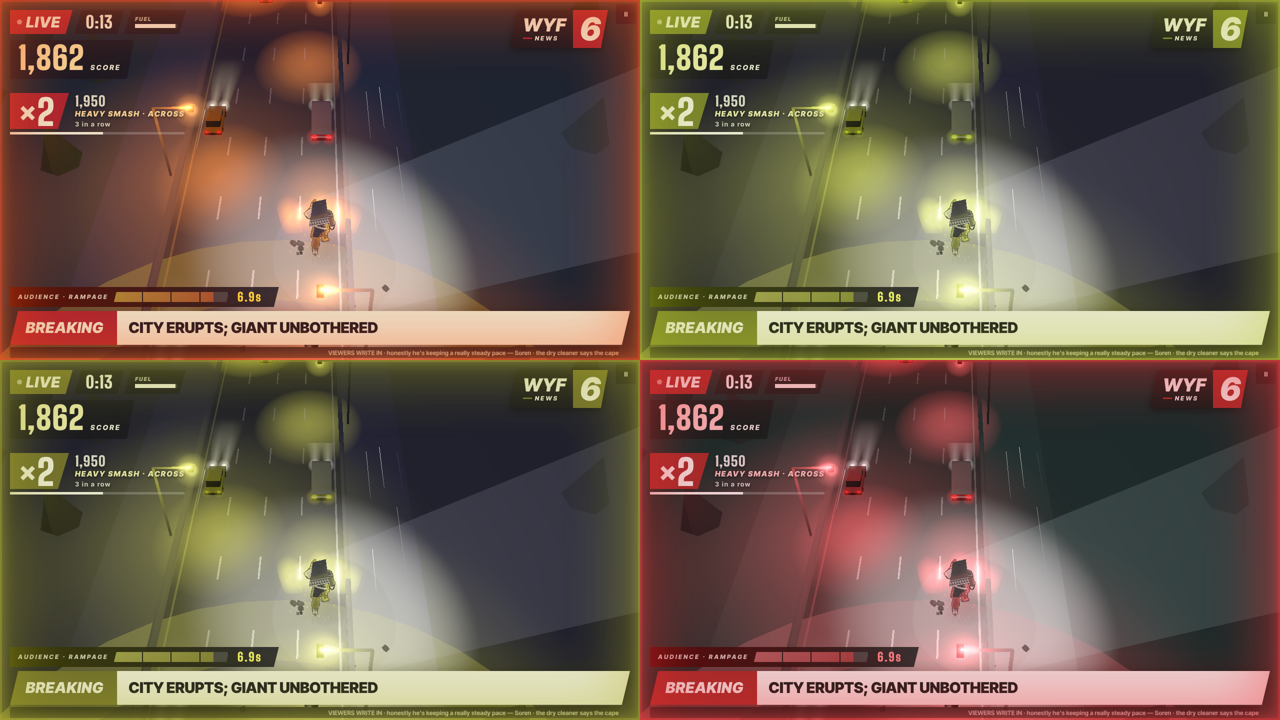 LIVE 0:13 FUEL
WYF NEWS 6
1,862 SCORE
×2 1,950
HEAVY SMASH · ACROSS
3 in a row
AUDIENCE · RAMPAGE 6.9s
BREAKING CITY ERUPTS; GIANT UNBOTHERED
VIEWERS WRITE IN · honestly he's keeping a really steady pace — Soren · the dry cleaner says the cape
LIVE 0:13 FUEL
WYF NEWS 6
1,862 SCORE
×2 1,950
HEAVY SMASH · ACROSS
3 in a row
AUDIENCE · RAMPAGE 6.9s
BREAKING CITY ERUPTS; GIANT UNBOTHERED
VIEWERS WRITE IN · honestly he's keeping a really steady pace — Soren · the dry cleaner says the cape
LIVE 0:13 FUEL
WYF NEWS 6
1,862 SCORE
×2 1,950
HEAVY SMASH · ACROSS
3 in a row
AUDIENCE · RAMPAGE 6.9s
BREAKING CITY ERUPTS; GIANT UNBOTHERED
VIEWERS WRITE IN · honestly he's keeping a really steady pace — Soren · the dry cleaner says the cape
LIVE 0:13 FUEL
WYF NEWS 6
1,862 SCORE
×2 1,950
HEAVY SMASH · ACROSS
3 in a row
AUDIENCE · RAMPAGE 6.9s
BREAKING CITY ERUPTS; GIANT UNBOTHERED
VIEWERS WRITE IN · honestly he's keeping a really steady pace — Soren · the dry cleaner says the cape